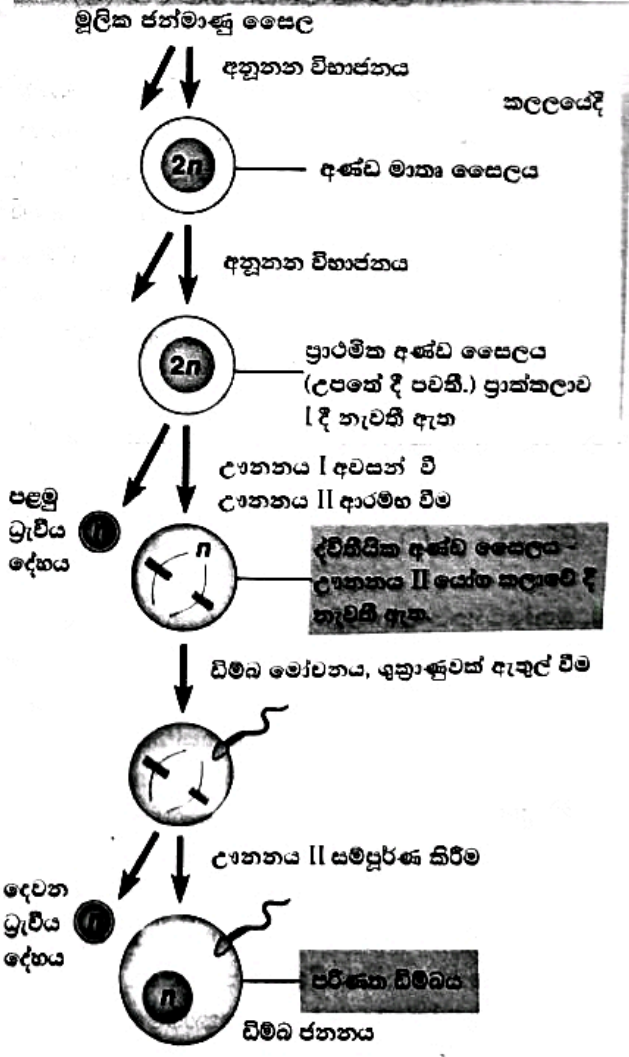 මූලික ජන්මාණු සෛල
අනූනන විභාජනය
කලලයේදී
2n
අණ්ඩ මාතෘ සෛලය
අනූනන විභාජනය
2n
ප්‍රාථමික අණ්ඩ සෛලය
(උපතේ දී පවතී.) ප්‍රාක්කලාව
I දී නැවතී ඇත
ඌනනය I අවසන් වී
ඌනනය II ආරම්භ වීම
පළමු
ධ්‍රැවීය
දේහය
n
n
ද්විතීයික අණ්ඩ සෛලය -
ඌනනය II යෝග කලාවේ දී
නැවතී ඇත.
ඩිම්බ මෝචනය, ශුක්‍රාණුවක් ඇතුල් වීම
ඌනනය II සම්පූර්ණ කිරීම
දෙවන
ධ්‍රැවීය
දේහය
n
n
පරිණත ඩිම්බය
ඩිම්බ ජනනය